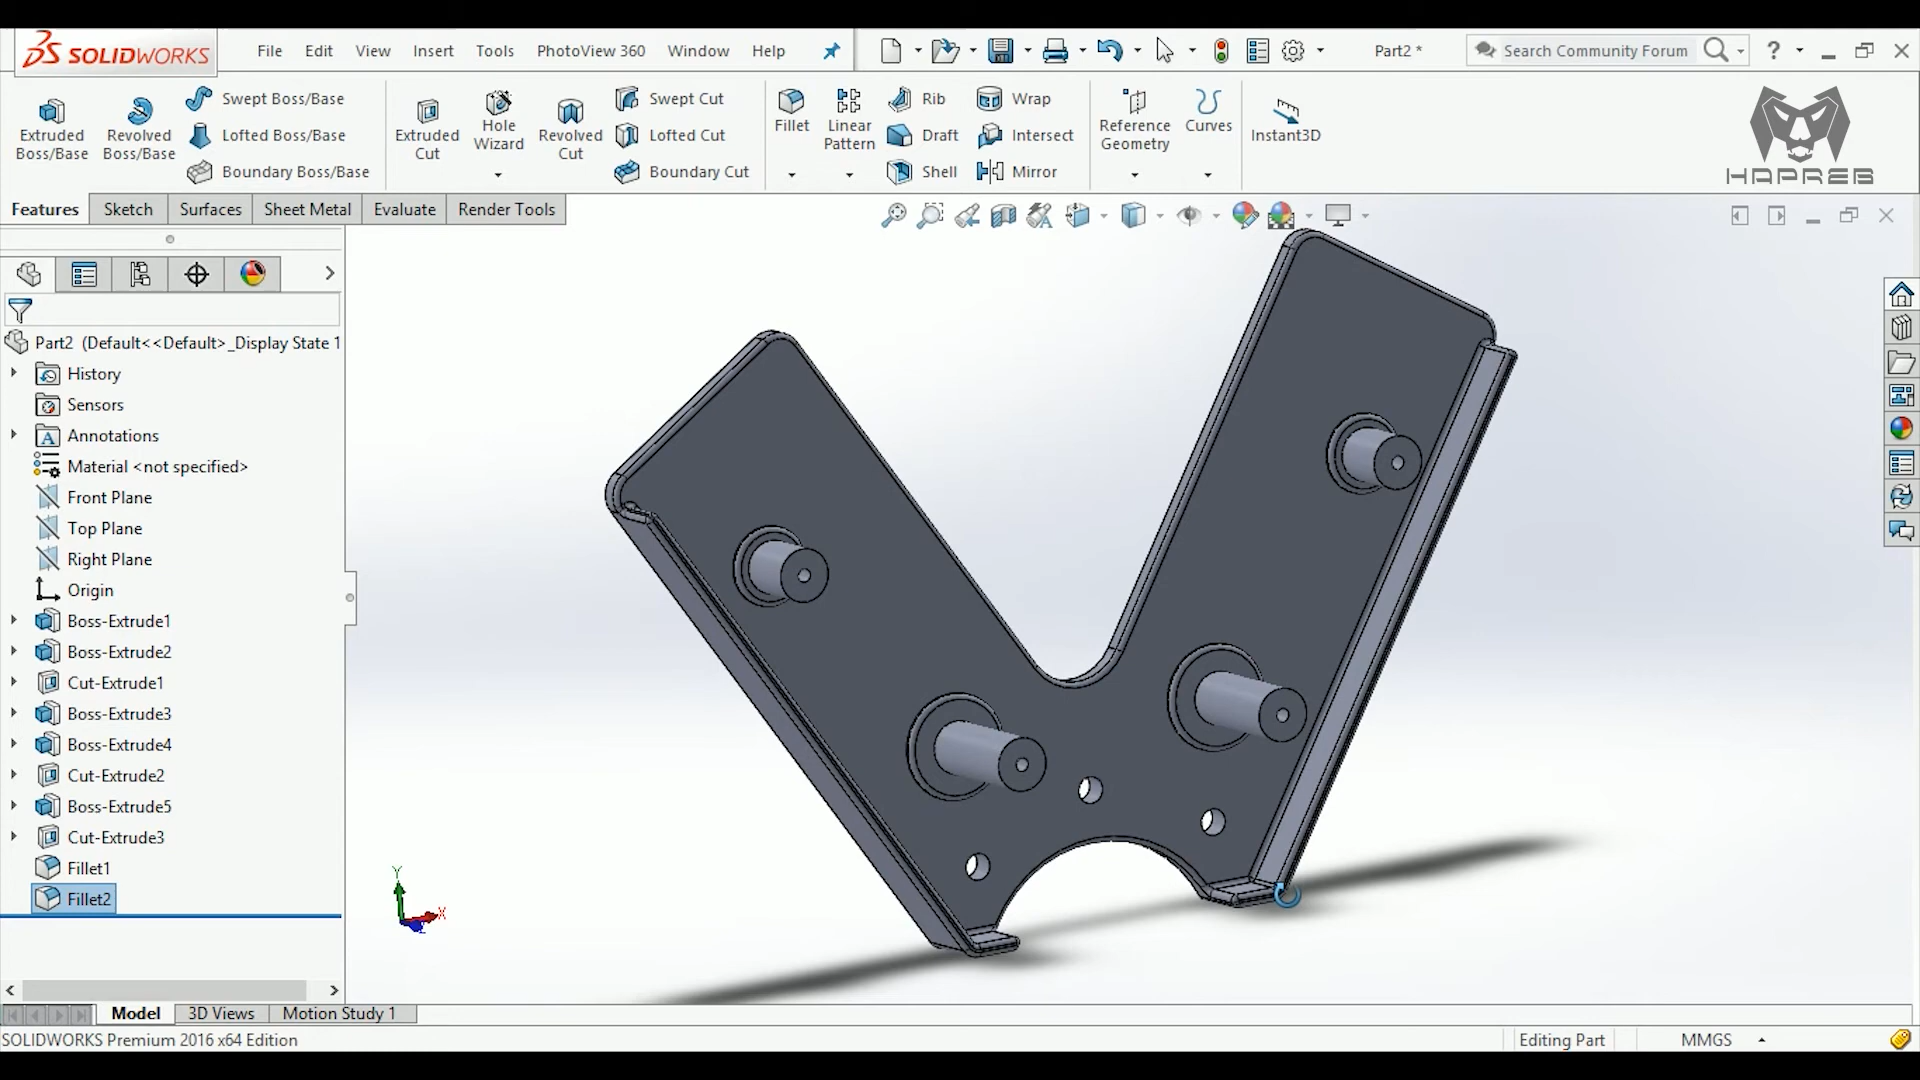 SOLIDWORKS
File Edit View Insert Tools PhotoView 360 Window Help
Part2 *
Search Community Forum
?
Extruded Boss/Base
Revolved Boss/Base
Swept Boss/Base
Lofted Boss/Base
Boundary Boss/Base
Extruded Cut
Hole Wizard
Revolved Cut
Swept Cut
Lofted Cut
Boundary Cut
Fillet
Linear Pattern
Rib
Draft
Shell
Wrap
Intersect
Mirror
Reference Geometry
Curves
Instant3D
HAPREB
Features Sketch Surfaces Sheet Metal Evaluate Render Tools
Part2 (Default<<Default>_Display State 1
History
Sensors
Annotations
Material <not specified>
Front Plane
Top Plane
Right Plane
Origin
Boss-Extrude1
Boss-Extrude2
Cut-Extrude1
Boss-Extrude3
Boss-Extrude4
Cut-Extrude2
Boss-Extrude5
Cut-Extrude3
Fillet1
Fillet2
Y
X
Z
Model 3D Views Motion Study 1
SOLIDWORKS Premium 2016 x64 Edition
Editing Part
MMGS